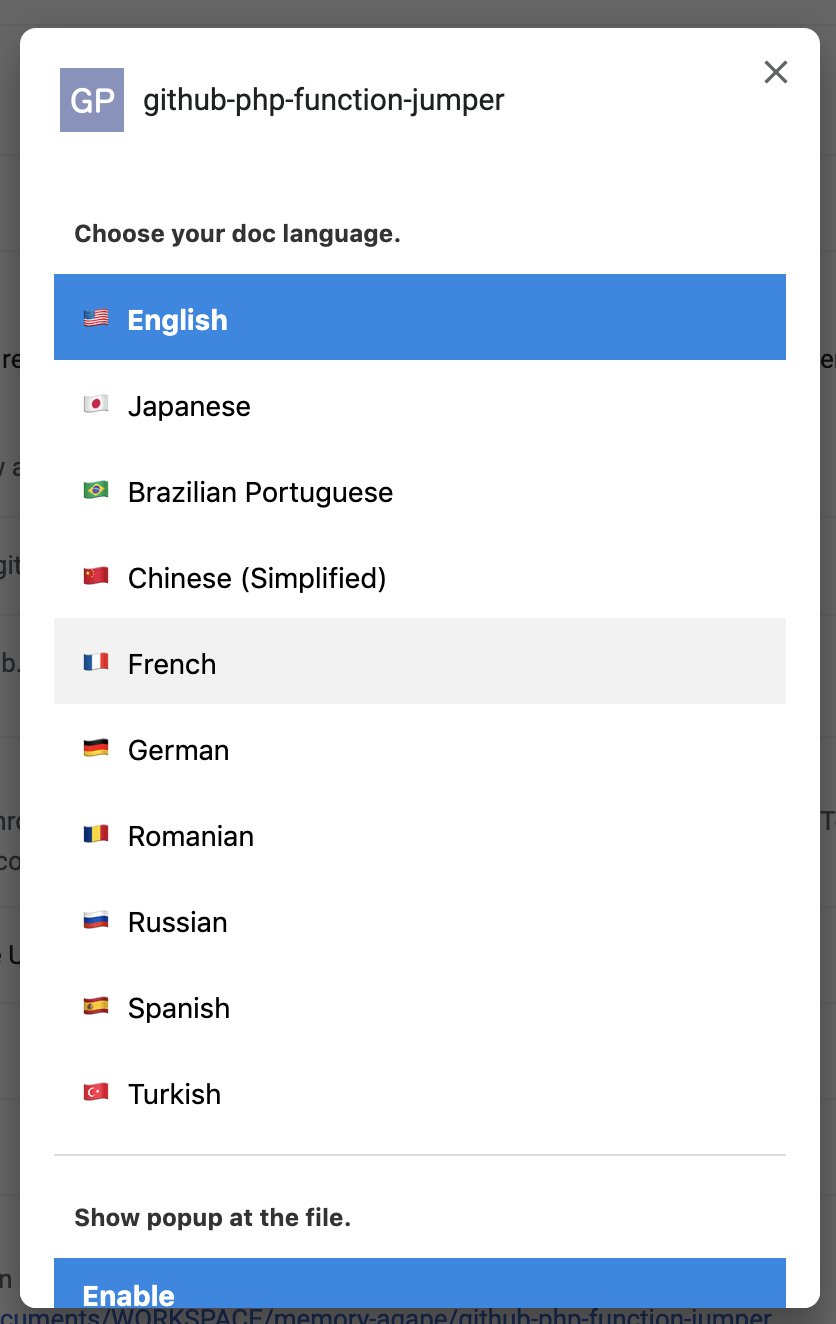 GP
github-php-function-jumper
Choose your doc language.
English
Japanese
Brazilian Portuguese
Chinese (Simplified)
French
German
Romanian
Russian
Spanish
Turkish
Show popup at the file.
Enable
cuments/WORKSPACE/memory-agape/github-php-function-jumper